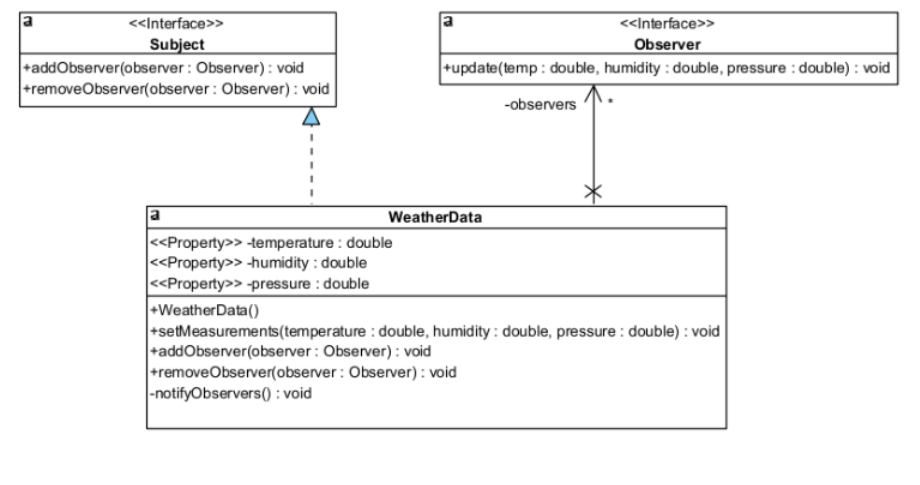 a
<<Interface>>
Subject
+addObserver(observer : Observer) : void
+removeObserver(observer : Observer) : void
a
<<Interface>>
Observer
+update(temp : double, humidity : double, pressure : double) : void
-observers
*
a
WeatherData
<<Property>> -temperature : double
<<Property>> -humidity : double
<<Property>> -pressure : double
+WeatherData()
+setMeasurements(temperature : double, humidity : double, pressure : double) : void
+addObserver(observer : Observer) : void
+removeObserver(observer : Observer) : void
-notifyObservers() : void